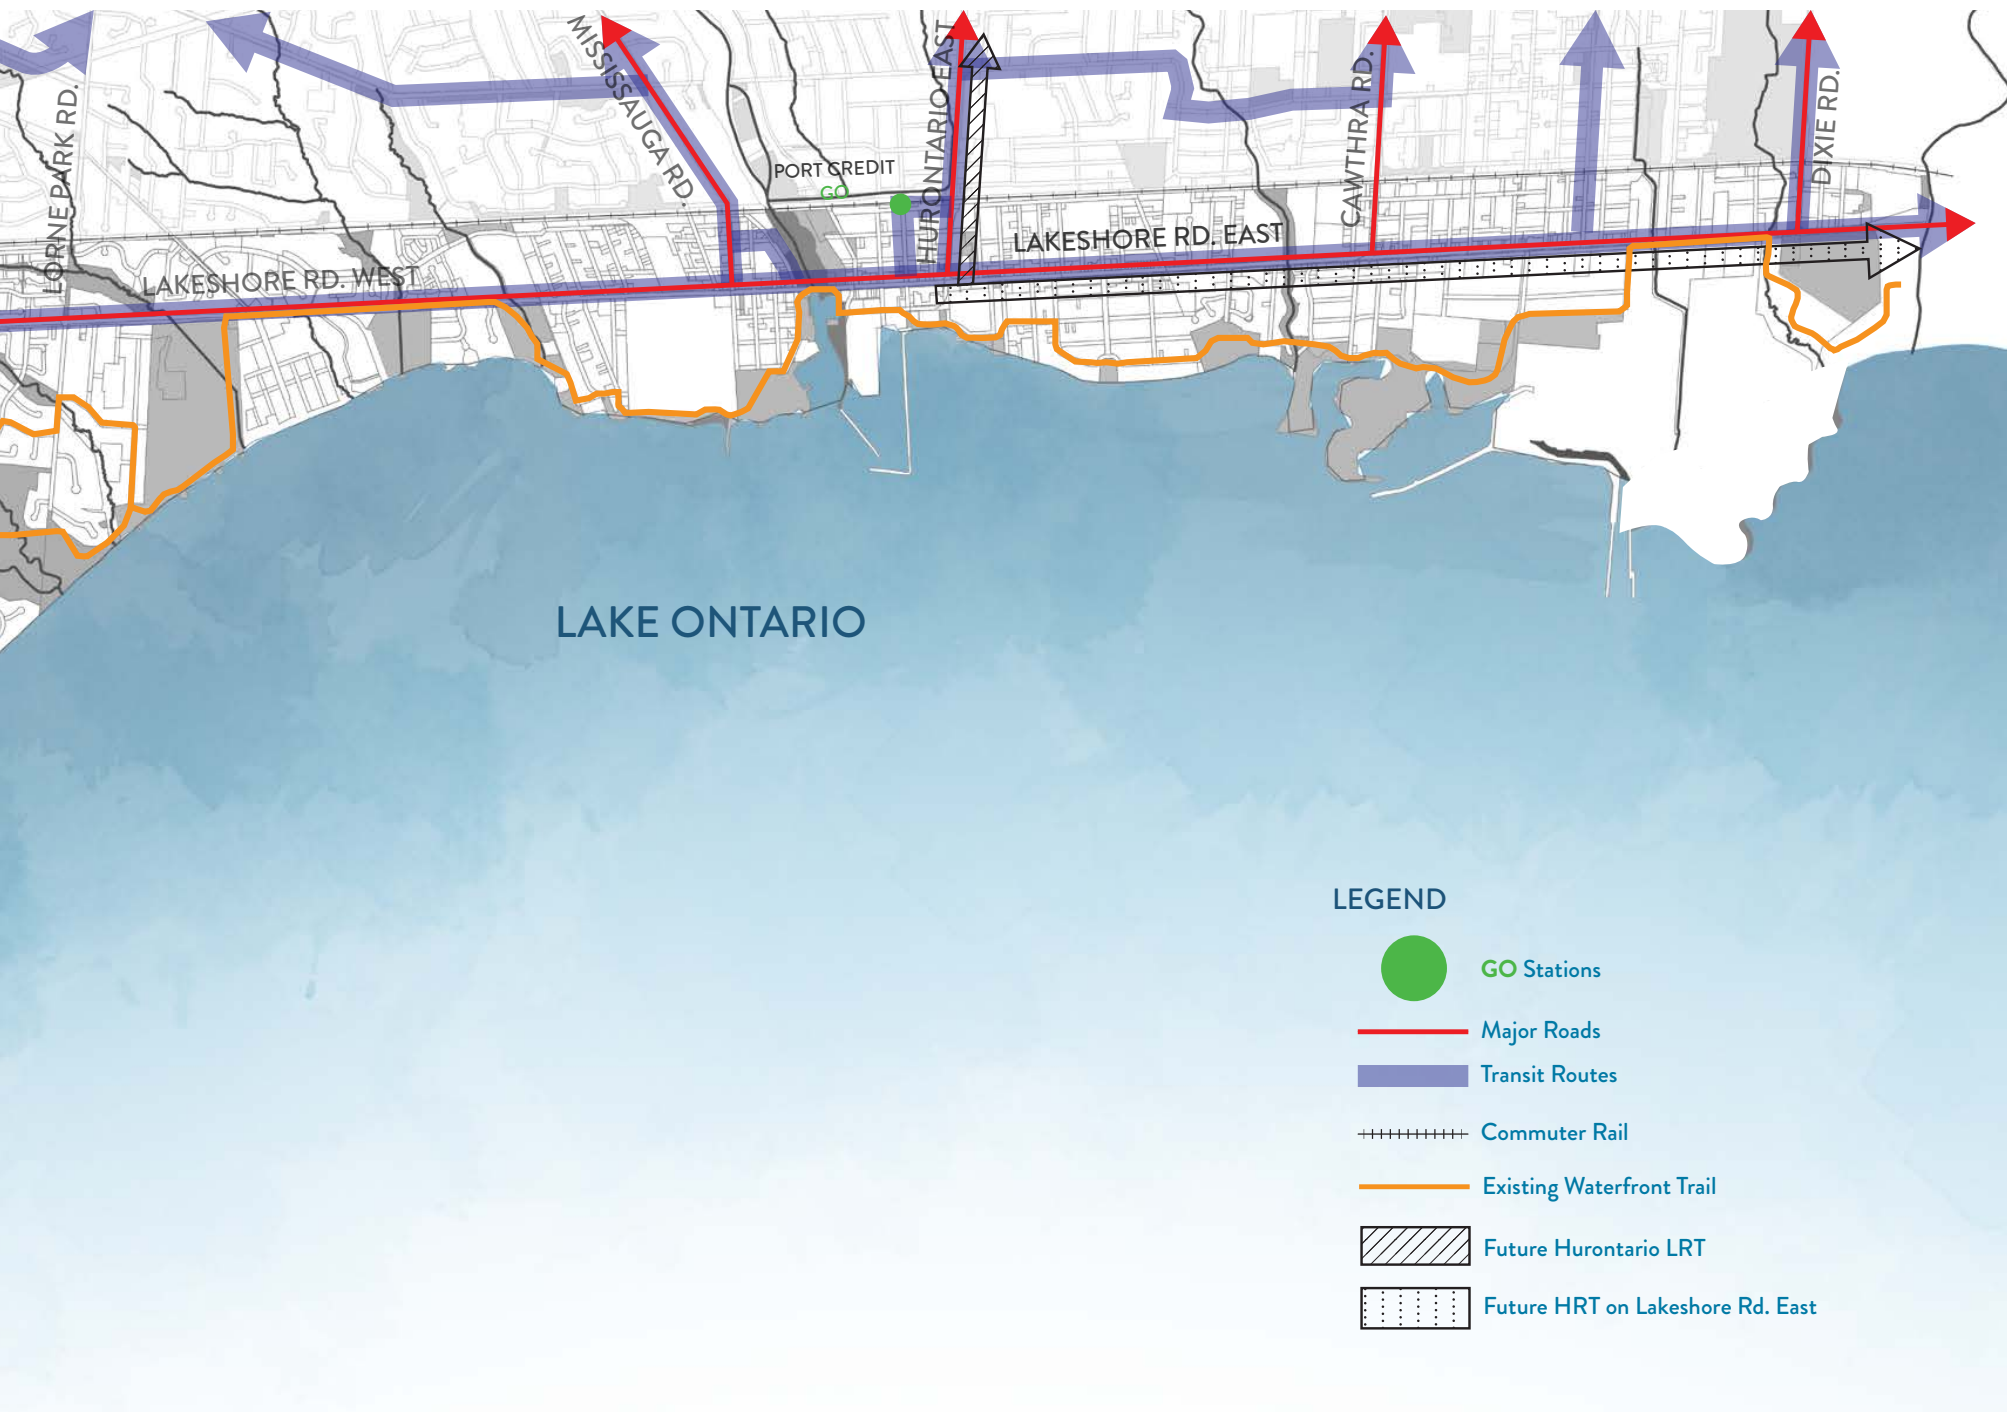 MISSISSAUGA RD.
HURONTARIO EAST
LORNE PARK RD.
CAWTHRA RD.
DIXIE RD.
PORT CREDIT
GO
LAKESHORE RD. EAST
LAKESHORE RD. WEST
LAKE ONTARIO
LEGEND
GO Stations
Major Roads
Transit Routes
Commuter Rail
Existing Waterfront Trail
Future Hurontario LRT
Future HRT on Lakeshore Rd. East